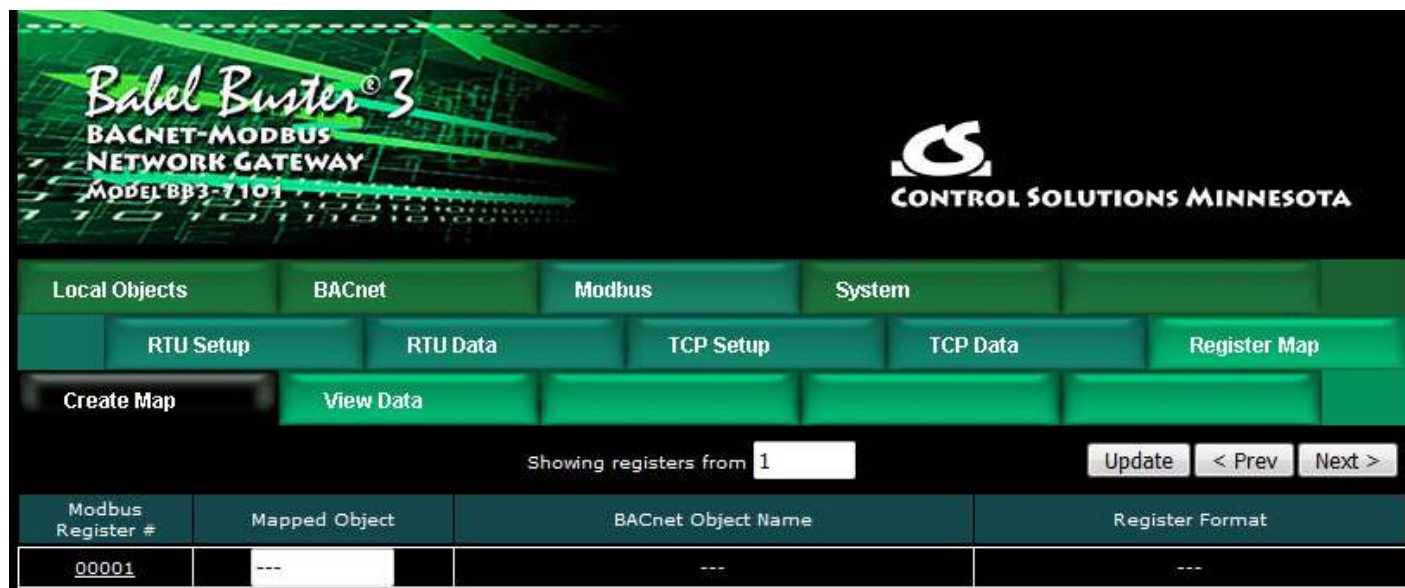 Babel Buster® 3
BACNET-MODBUS
NETWORK GATEWAY
MODEL BB3-7101
CS
CONTROL SOLUTIONS MINNESOTA
Local Objects BACnet Modbus System
RTU Setup RTU Data TCP Setup TCP Data Register Map
Create Map View Data
Showing registers from 1 Update < Prev Next >
Modbus Register # Mapped Object BACnet Object Name Register Format
00001 --- --- ---